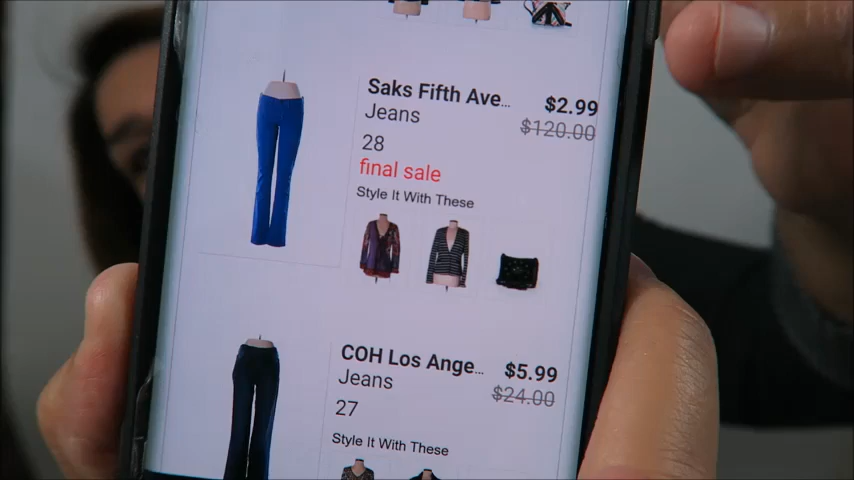 Saks Fifth Ave...
$2.99
Jeans
$120.00
28
final sale
Style It With These
COH Los Ange...
$5.99
Jeans
$24.00
27
Style It With These